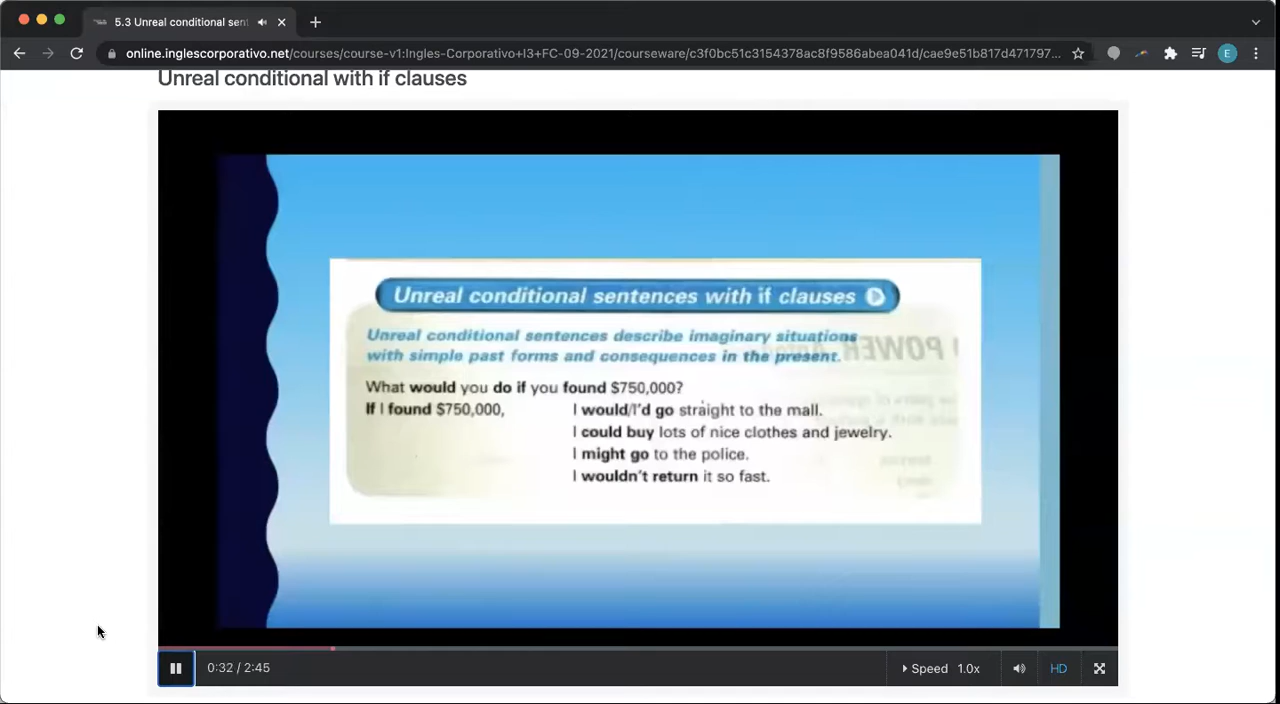 5.3 Unreal conditional sent
online.inglescorporativo.net/courses/course-v1:Ingles-Corporativo+I3+FC-09-2021/courseware/c3f0bc51c3154378ac8f9586abea041d/cae9e51b817d471797...
E
Unreal conditional with if clauses
Unreal conditional sentences with if clauses
Unreal conditional sentences describe imaginary situations
with simple past forms and consequences in the present.
What would you do if you found $750,000?
If I found $750,000, I would/I'd go straight to the mall.
I could buy lots of nice clothes and jewelry.
I might go to the police.
I wouldn't return it so fast.
0:32 / 2:45
Speed 1.0x
HD